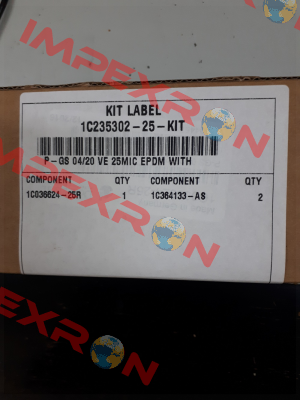 KIT LABEL
1C235302-25-KIT
P-GS 04/20 VE 25MIC EPDM WITH
COMPONENT QTY COMPONENT QTY
1C036624-25R 1 1C364133-AS 2
IMPEXRON
IMPEXRON
IMPEXRON